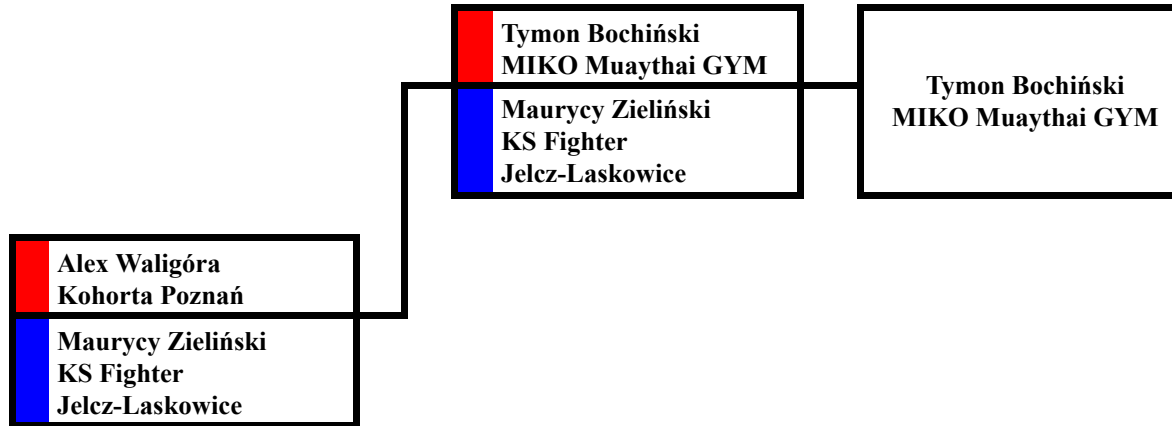 Tymon Bochiński
MIKO Muaythai GYM
Maurycy Zieliński
KS Fighter
Jelcz-Laskowice
Tymon Bochiński
MIKO Muaythai GYM
Alex Waligóra
Kohorta Poznań
Maurycy Zieliński
KS Fighter
Jelcz-Laskowice